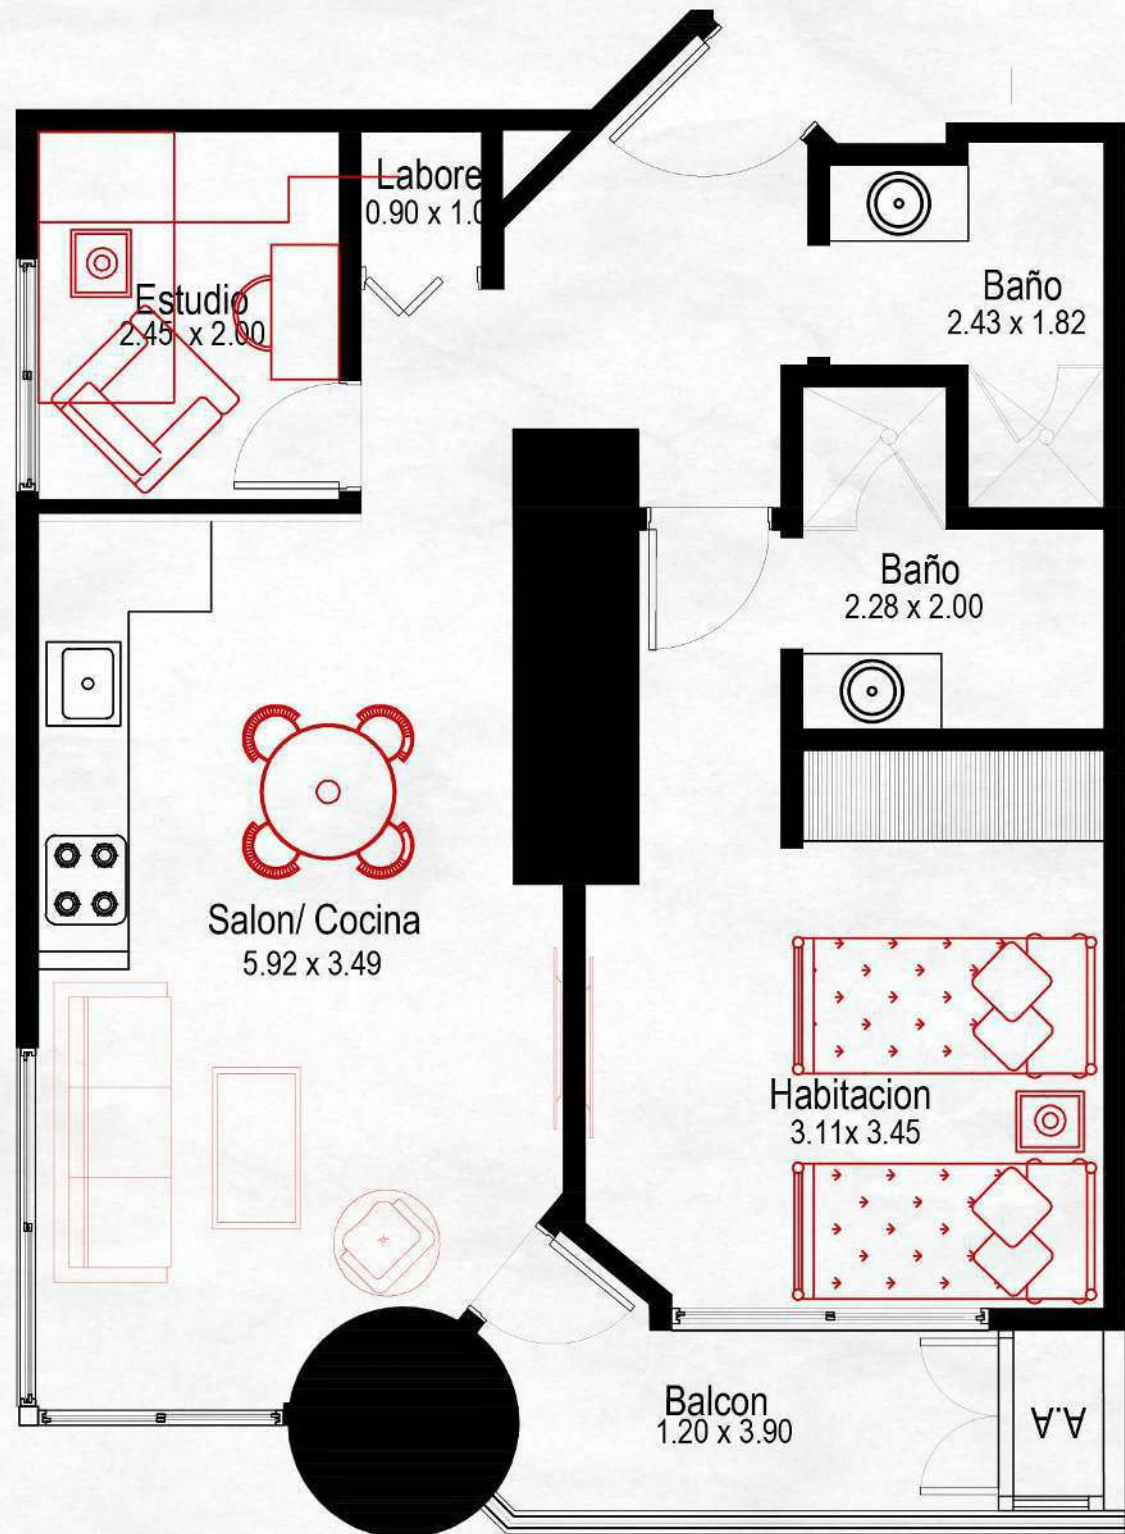 Labore
0.90 x 1.0
Estudio
2.45 x 2.00
Baño
2.43 x 1.82
Baño
2.28 x 2.00
Salon/ Cocina
5.92 x 3.49
Habitacion
3.11x 3.45
Balcon
1.20 x 3.90
A.A